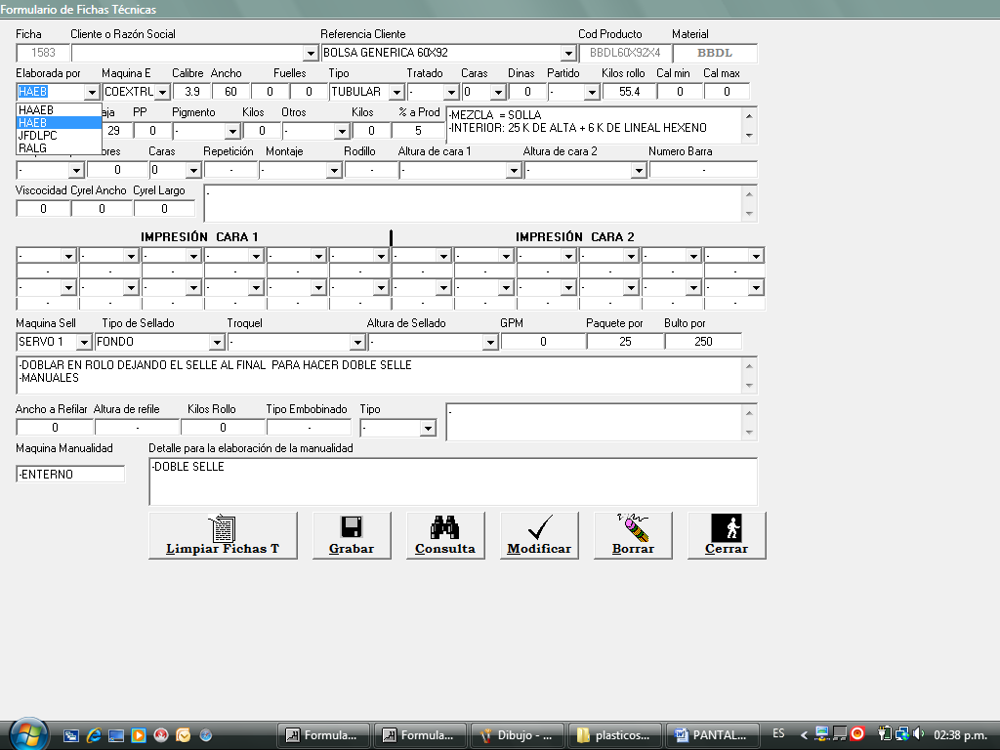 Formulario de Fichas Técnicas
Ficha Cliente o Razón Social Referencia Cliente Cod Producto Material
1583 BOLSA GENERICA 60X92 BBDL60X92X4 BBDL
Elaborada por Maquina E Calibre Ancho Fuelles Tipo Tratado Caras Dinas Partido Kilos rollo Cal min Cal max
HAEB COEXTRU 3.9 60 0 0 TUBULAR - 0 0 - 55.4 0 0
HAAEB
HAEB
JFDLPC
RALG
aja PP Pigmento Kilos Otros Kilos % a Prod
29 0 - 0 - 0 5
-MEZCLA = SOLLA
-INTERIOR: 25 K DE ALTA + 6 K DE LINEAL HEXENO
ores Caras Repetición Montaje Rodillo Altura de cara 1 Altura de cara 2 Numero Barra
- 0 0 - - - - - -
Viscocidad Cyrel Ancho Cyrel Largo
0 0 0 -
IMPRESIÓN CARA 1 IMPRESIÓN CARA 2
- - - - - - - - - - - -
- - - - - - - - - - - -
- - - - - - - - - - - -
- - - - - - - - - - - -
Maquina Sell Tipo de Sellado Troquel Altura de Sellado GPM Paquete por Bulto por
SERVO 1 FONDO - - 0 25 250
-DOBLAR EN ROLO DEJANDO EL SELLE AL FINAL PARA HACER DOBLE SELLE
-MANUALES
Ancho a Refilar Altura de refile Kilos Rollo Tipo Embobinado Tipo
0 - 0 - - -
Maquina Manualidad Detalle para la elaboración de la manualidad
-ENTERNO -DOBLE SELLE
Limpiar Fichas T Grabar Consulta Modificar Borrar Cerrar
Formula... Formula... Dibujo - ... plasticos... PANTAL... ES < 02:38 p.m.